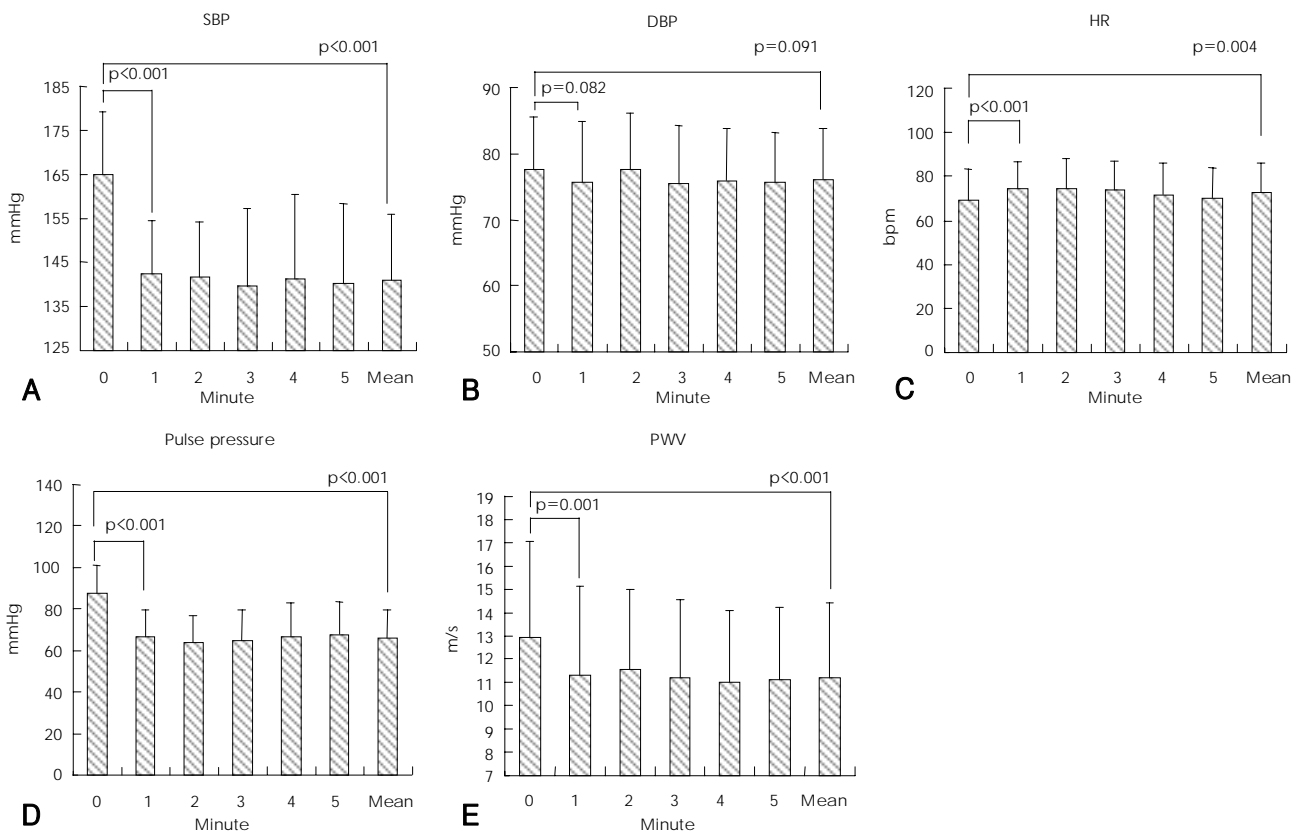 SBP
p<0.001
p<0.001
185
175
165
155
145
135
125
mmHg
0 1 2 3 4 5 Mean
Minute
A
DBP
p=0.091
p=0.082
90
80
70
60
50
mmHg
0 1 2 3 4 5 Mean
Minute
B
HR
p=0.004
p<0.001
120
100
80
60
40
20
0
bpm
0 1 2 3 4 5 Mean
Minute
C
Pulse pressure
p<0.001
p<0.001
140
120
100
80
60
40
20
0
mmHg
0 1 2 3 4 5 Mean
Minute
D
PWV
p<0.001
p=0.001
19
18
17
16
15
14
13
12
11
10
9
8
7
m/s
0 1 2 3 4 5 Mean
Minute
E